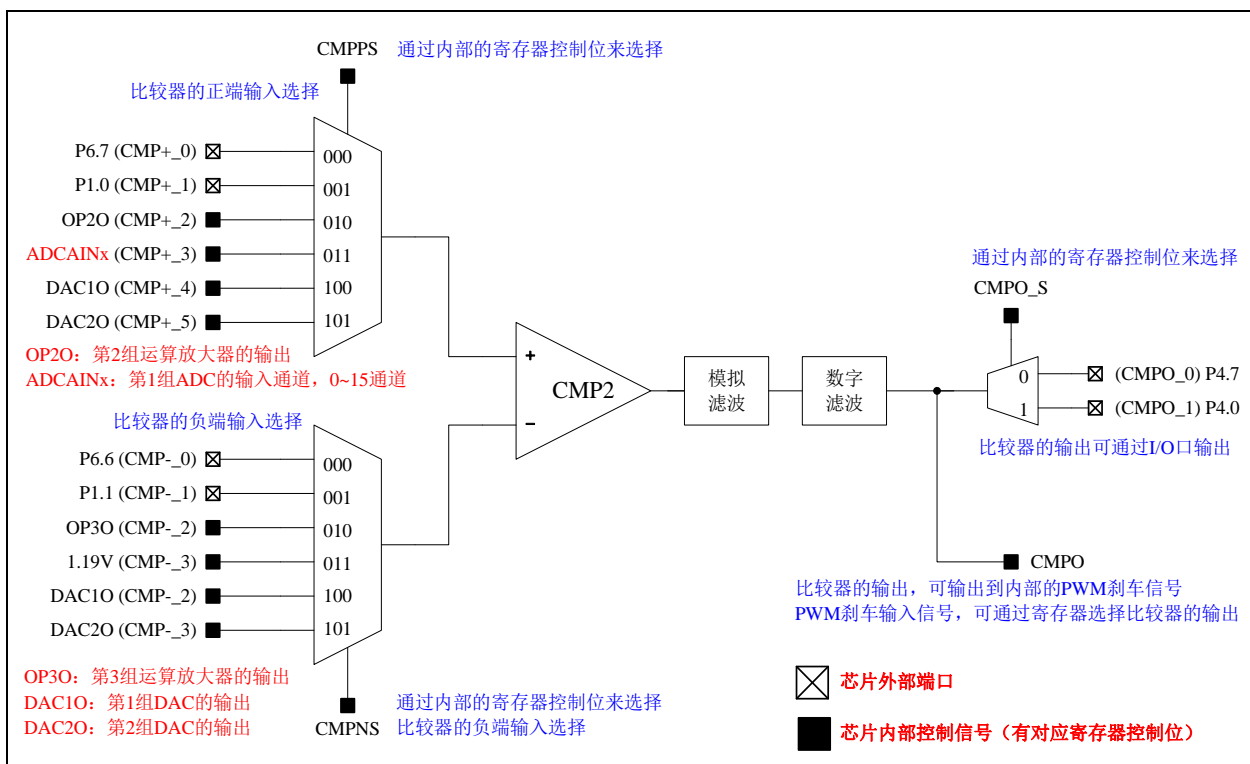 CMPPS 通过内部的寄存器控制位来选择
比较器的正端输入选择
P6.7 (CMP+_0)
000
P1.0 (CMP+_1)
001
OP2O (CMP+_2)
010
ADCAINx (CMP+_3)
011
DAC1O (CMP+_4)
100
DAC2O (CMP+_5)
101
OP2O：第2组运算放大器的输出
ADCAINx：第1组ADC的输入通道，0~15通道
比较器的负端输入选择
P6.6 (CMP-_0)
000
P1.1 (CMP-_1)
001
OP3O (CMP-_2)
010
1.19V (CMP-_3)
011
DAC1O (CMP-_2)
100
DAC2O (CMP-_3)
101
OP3O：第3组运算放大器的输出
DAC1O：第1组DAC的输出
DAC2O：第2组DAC的输出
CMPNS
通过内部的寄存器控制位来选择
比较器的负端输入选择
+
CMP2
-
模拟
滤波
数字
滤波
通过内部的寄存器控制位来选择
CMPO_S
0
(CMPO_0) P4.7
1
(CMPO_1) P4.0
比较器的输出可通过I/O口输出
CMPO
比较器的输出，可输出到内部的PWM刹车信号
PWM刹车输入信号，可通过寄存器选择比较器的输出
芯片外部端口
芯片内部控制信号（有对应寄存器控制位）